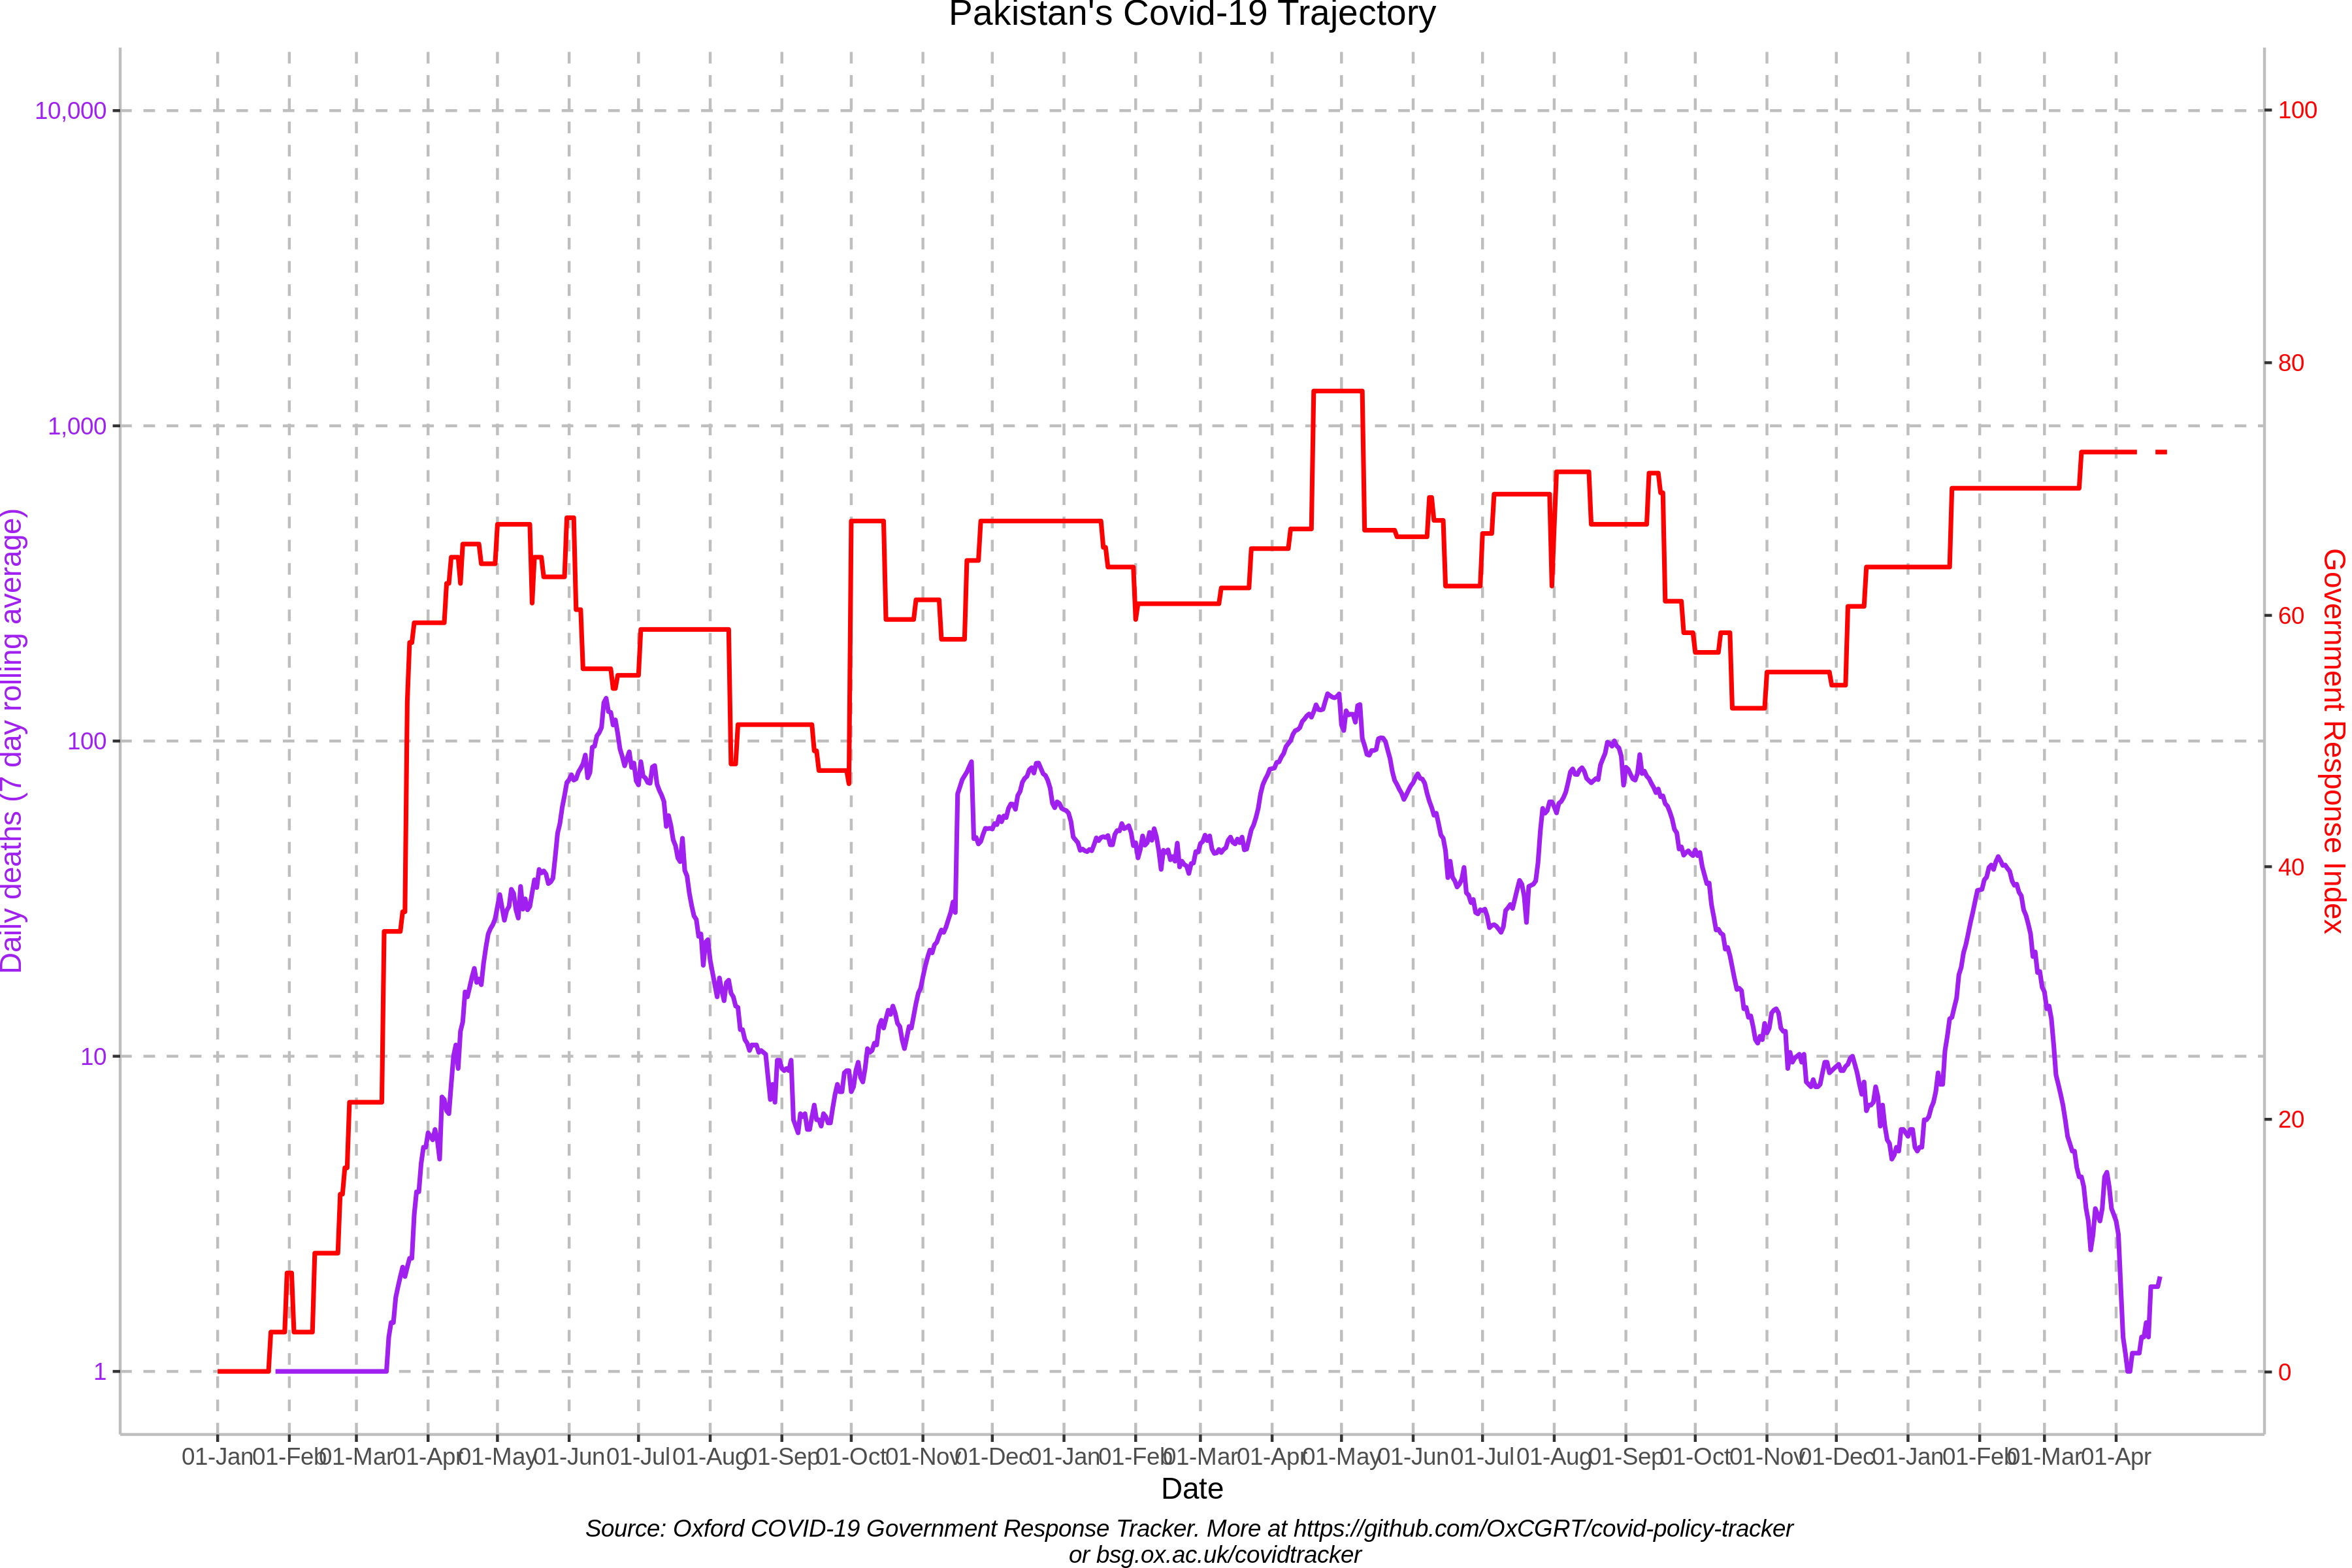 Pakistan's Covid-19 Trajectory
10,000
1,000
100
10
1
Daily deaths (7 day rolling average)
100
80
60
40
20
0
Government Response Index
01-Jan 01-Feb 01-Mar 01-Apr 01-May 01-Jun 01-Jul 01-Aug 01-Sep 01-Oct 01-Nov 01-Dec 01-Jan 01-Feb 01-Mar 01-Apr 01-May 01-Jun 01-Jul 01-Aug 01-Sep 01-Oct 01-Nov 01-Dec 01-Jan 01-Feb 01-Mar 01-Apr
Date
Source: Oxford COVID-19 Government Response Tracker. More at https://github.com/OxCGRT/covid-policy-tracker
or bsg.ox.ac.uk/covidtracker